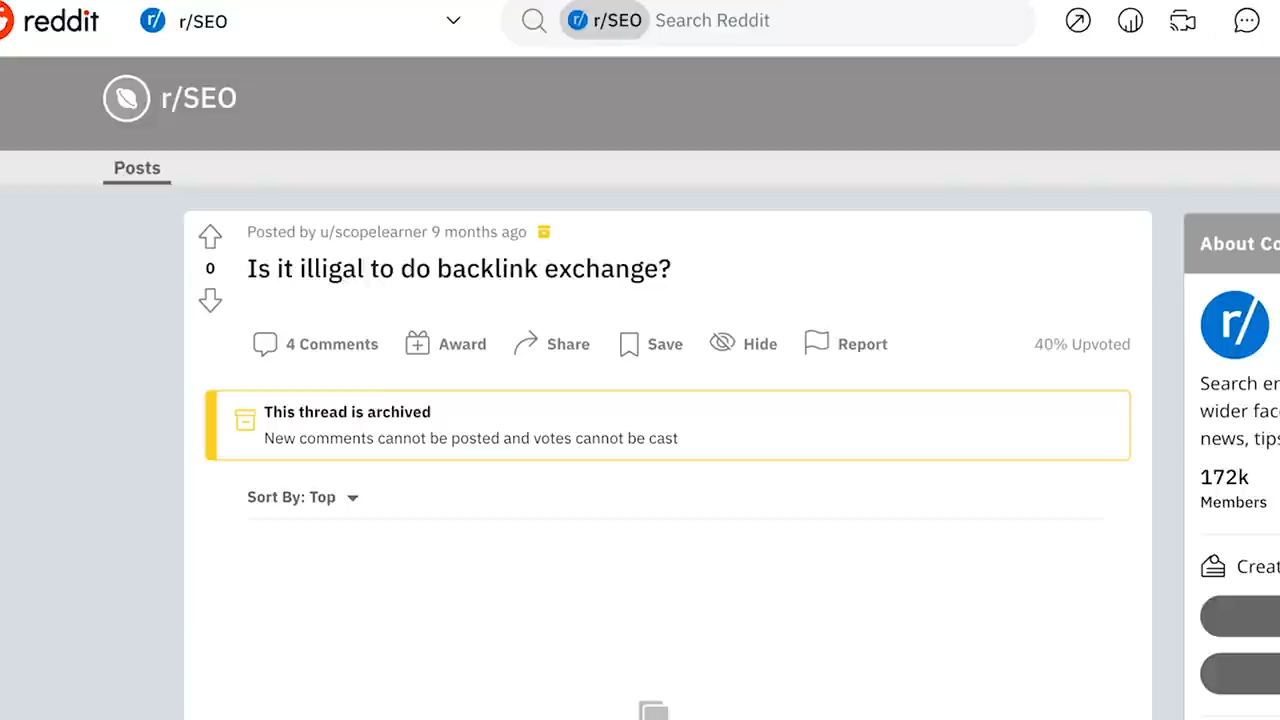 reddit r/SEO r/SEO Search Reddit
r/SEO
Posts
Posted by u/scopelearner 9 months ago
0 Is it illigal to do backlink exchange?
4 Comments Award Share Save Hide Report 40% Upvoted
This thread is archived
New comments cannot be posted and votes cannot be cast
Sort By: Top
About Co
r/
Search en
wider fac
news, tips
172k
Members
Creat